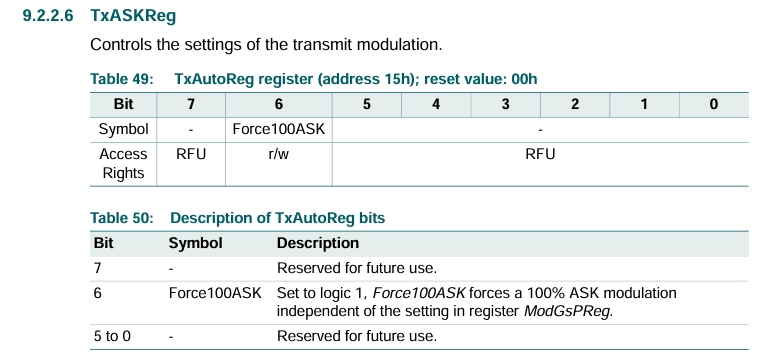 9.2.2.6 TxASKReg
Controls the settings of the transmit modulation.
Table 49: TxAutoReg register (address 15h); reset value: 00h
Bit 7 6 5 4 3 2 1 0
Symbol - Force100ASK -
Access Rights RFU r/w RFU
Table 50: Description of TxAutoReg bits
Bit Symbol Description
7 - Reserved for future use.
6 Force100ASK Set to logic 1, Force100ASK forces a 100% ASK modulation
independent of the setting in register ModGsPReg.
5 to 0 - Reserved for future use.